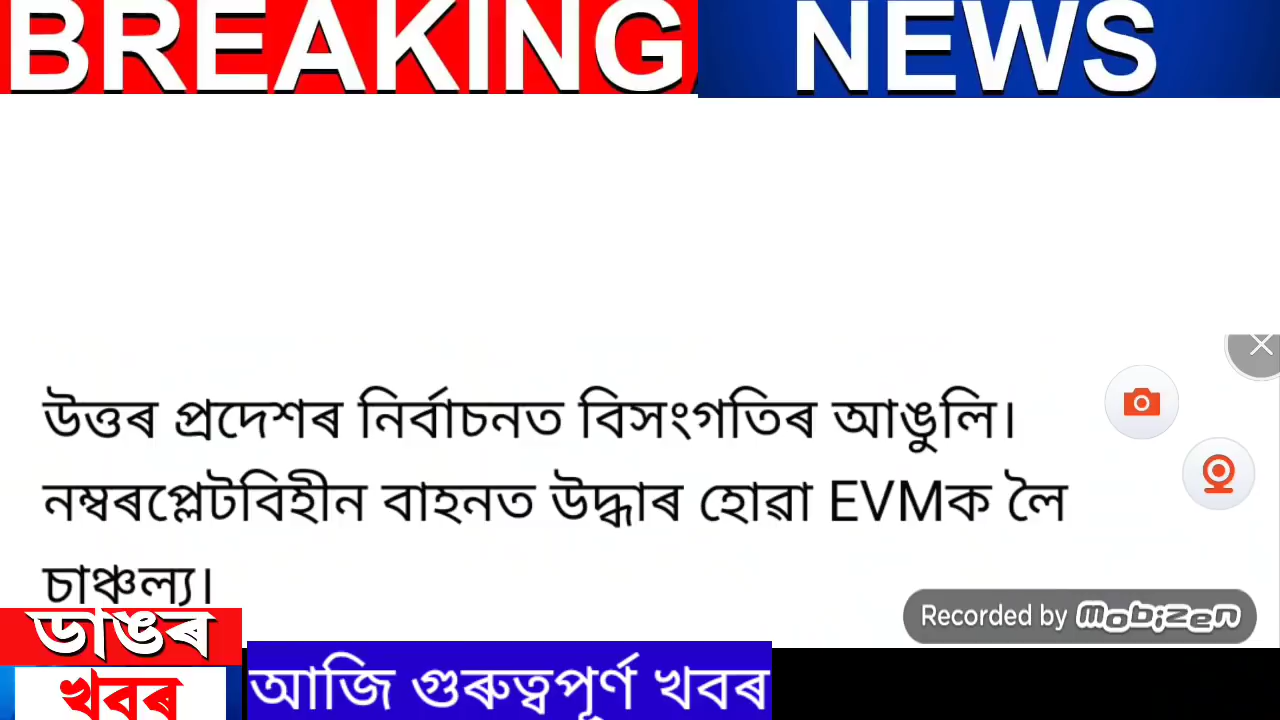 BREAKING NEWS
উত্তৰ প্ৰদেশৰ নিৰ্বাচনত বিসংগতিৰ আঙুলি।
নম্বৰপ্লেটবিহীন বাহনত উদ্ধাৰ হোৱা EVMক লৈ
চাঞ্চল্য।
Recorded by mobizen
ডাঙৰ
খবৰ
আজি গুৰুত্বপূৰ্ণ খবৰ